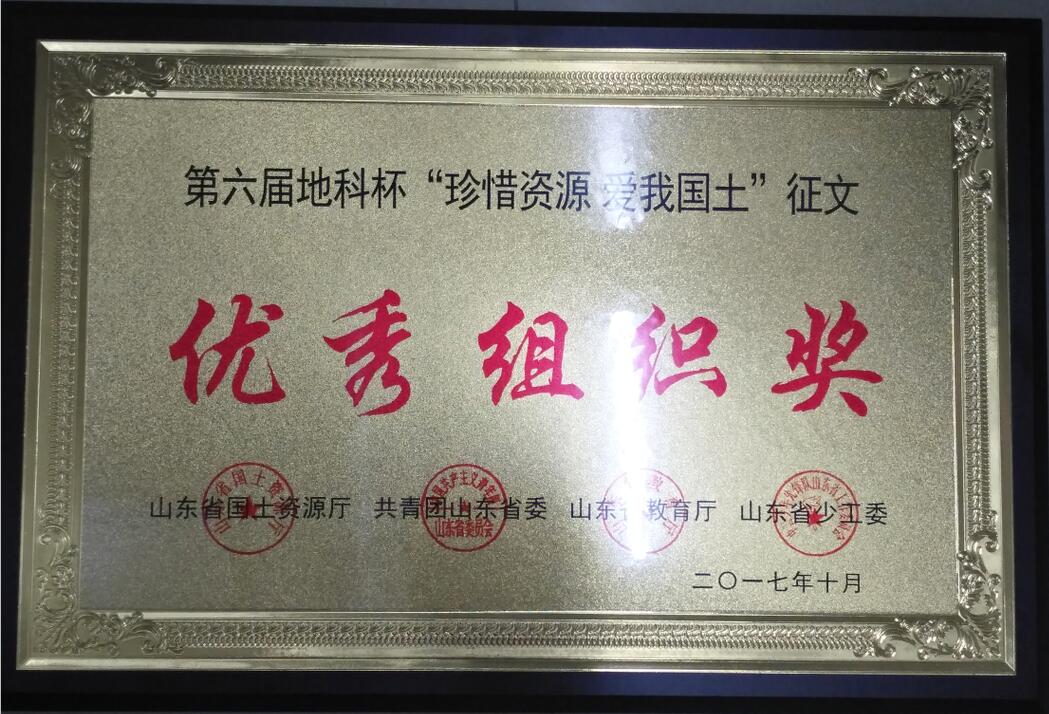 第六届地科杯“珍惜资源 爱我国土”征文
优秀组织奖
山东省国土资源厅 共青团山东省委 山东省教育厅 山东省少工委
二〇一七年十月